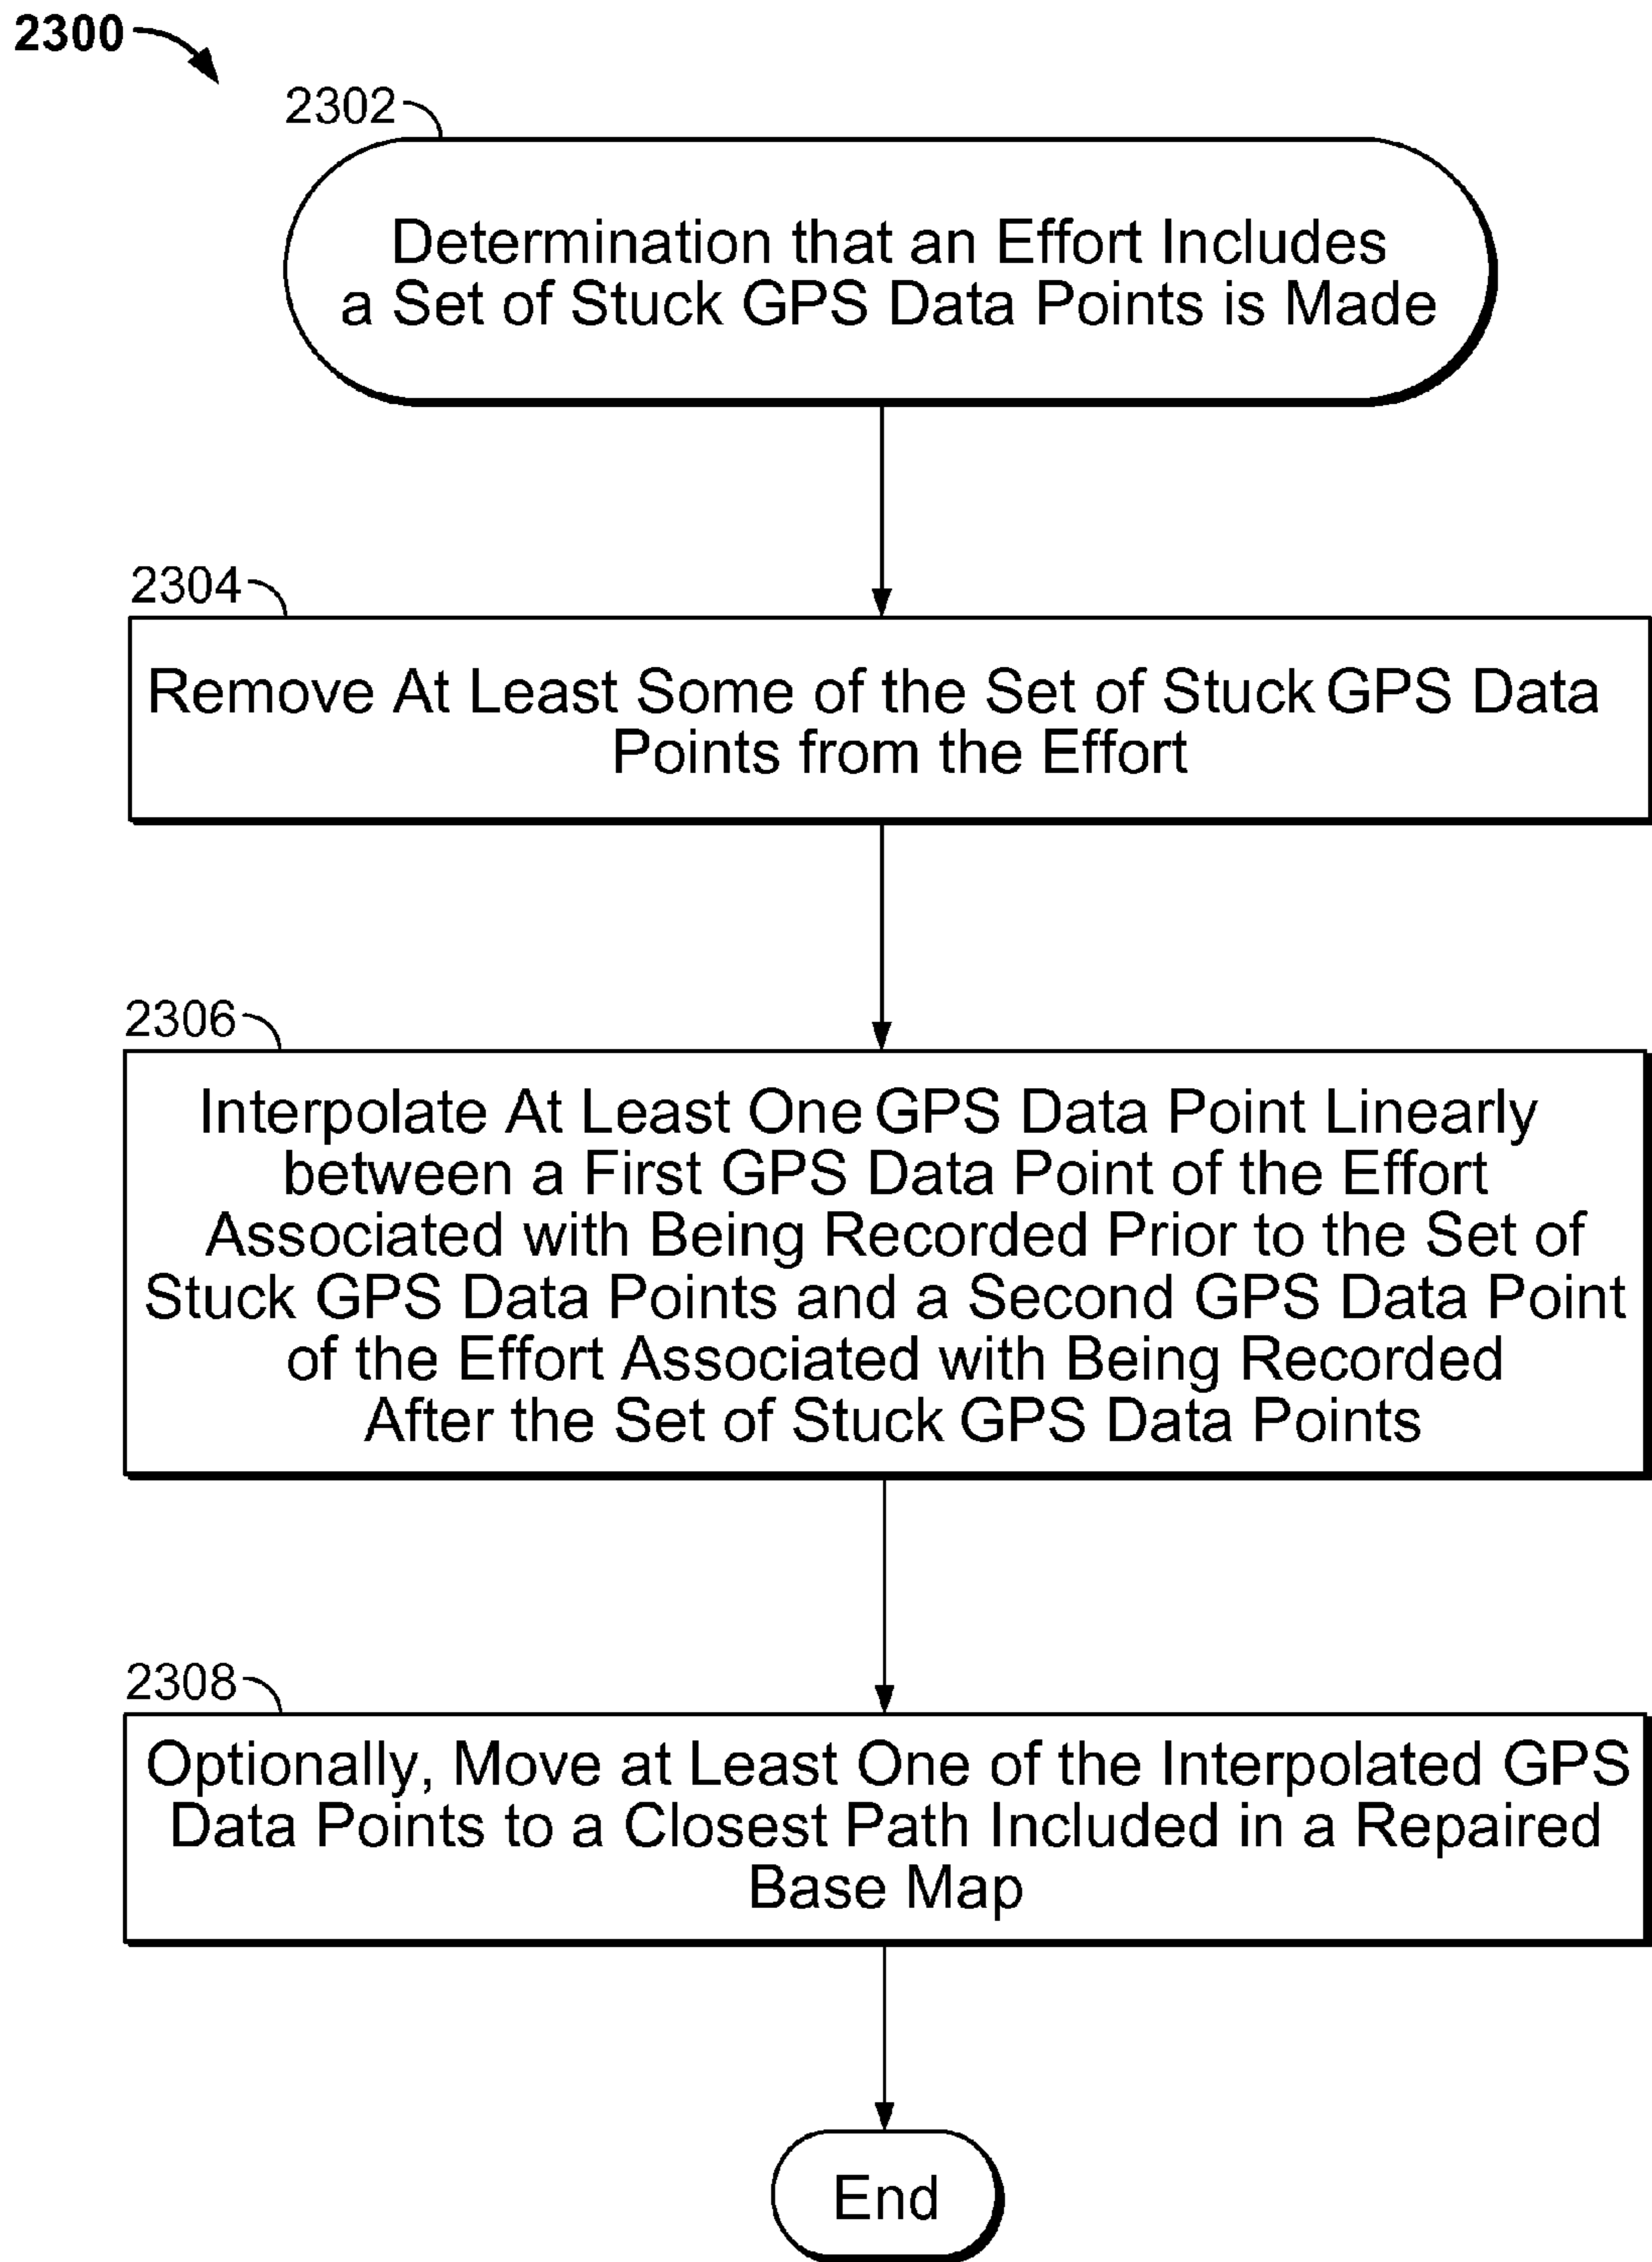 2300
2302
Determination that an Effort Includes
a Set of Stuck GPS Data Points is Made
2304
Remove At Least Some of the Set of Stuck GPS Data
Points from the Effort
2306
Interpolate At Least One GPS Data Point Linearly
between a First GPS Data Point of the Effort
Associated with Being Recorded Prior to the Set of
Stuck GPS Data Points and a Second GPS Data Point
of the Effort Associated with Being Recorded
After the Set of Stuck GPS Data Points
2308
Optionally, Move at Least One of the Interpolated GPS
Data Points to a Closest Path Included in a Repaired
Base Map
End